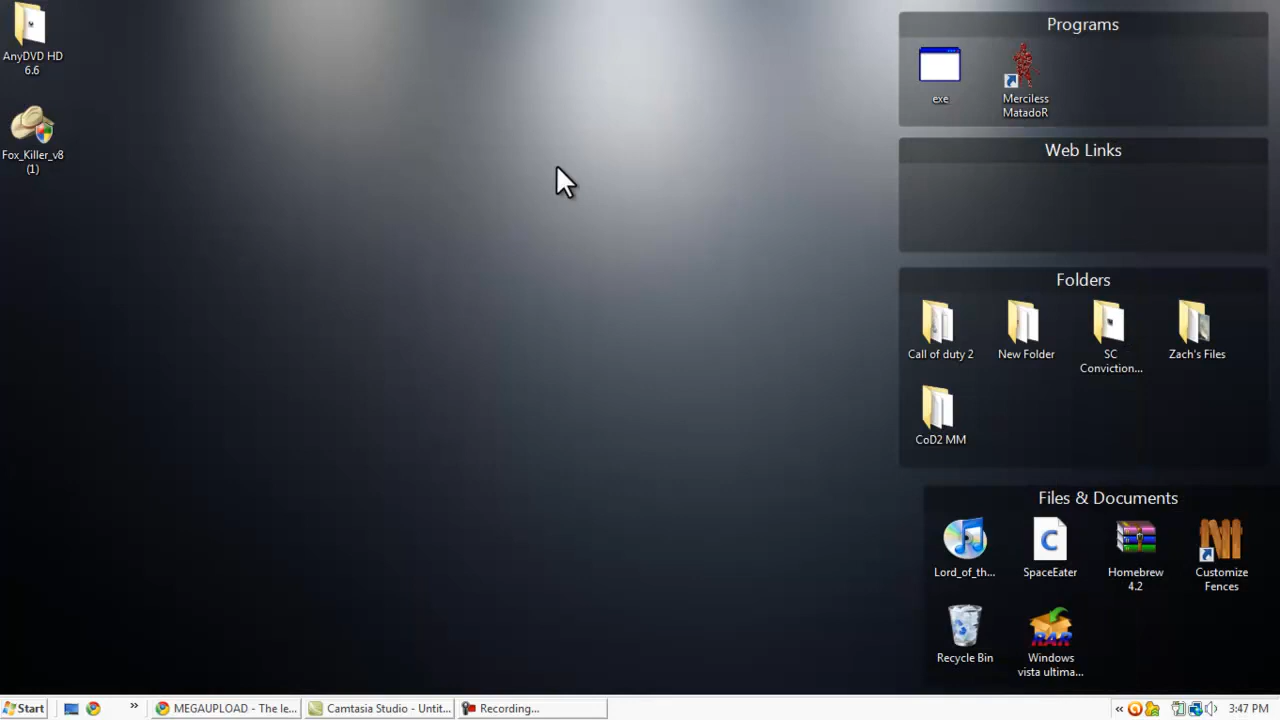 AnyDVD HD
6.6
Fox_Killer_v8
(1)
Programs
exe
Merciless
MatadoR
Web Links
Folders
Call of duty 2
New Folder
SC
Conviction...
Zach's Files
CoD2 MM
Files & Documents
Lord_of_th...
C
SpaceEater
Homebrew
4.2
Customize
Fences
Recycle Bin
RAR
Windows
vista ultima...
Start
»
MEGAUPLOAD - The le...
Camtasia Studio - Untit...
Recording...
«
3:47 PM